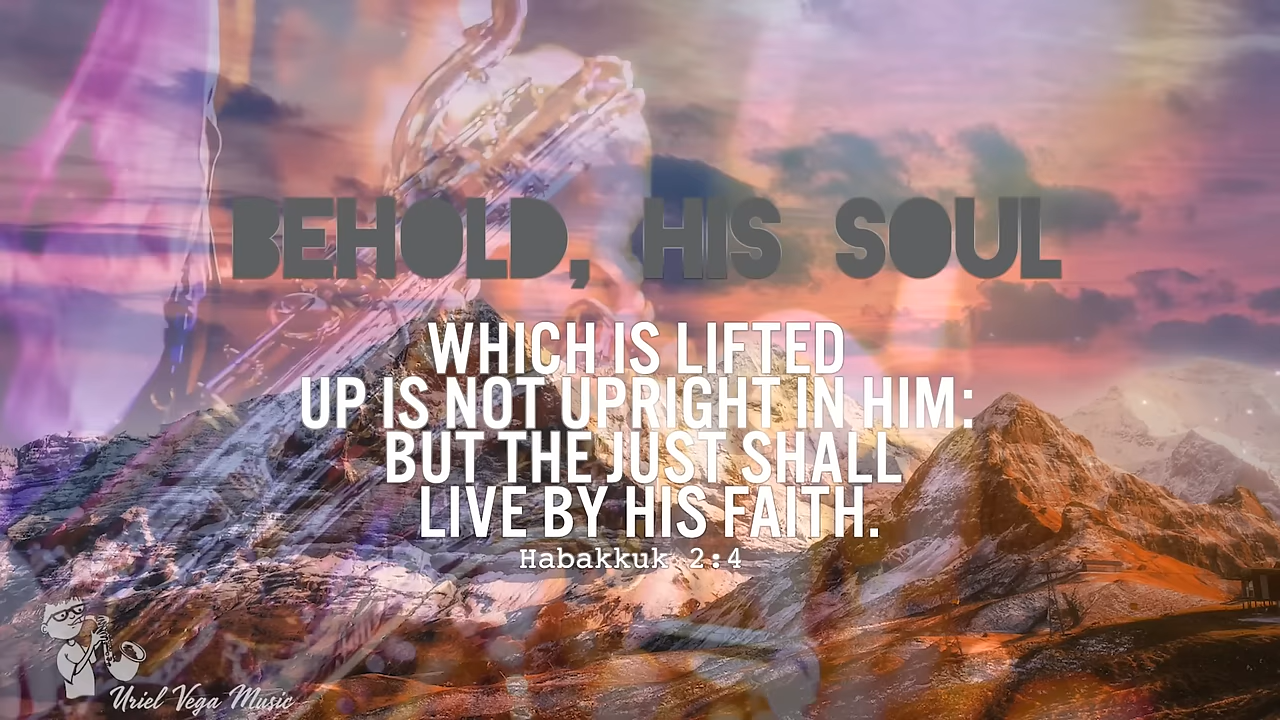 BEHOLD, HIS SOUL
WHICH IS LIFTED
UP IS NOT UPRIGHT IN HIM:
BUT THE JUST SHALL
LIVE BY HIS FAITH.
Habakkuk 2:4
Uriel Vega Music